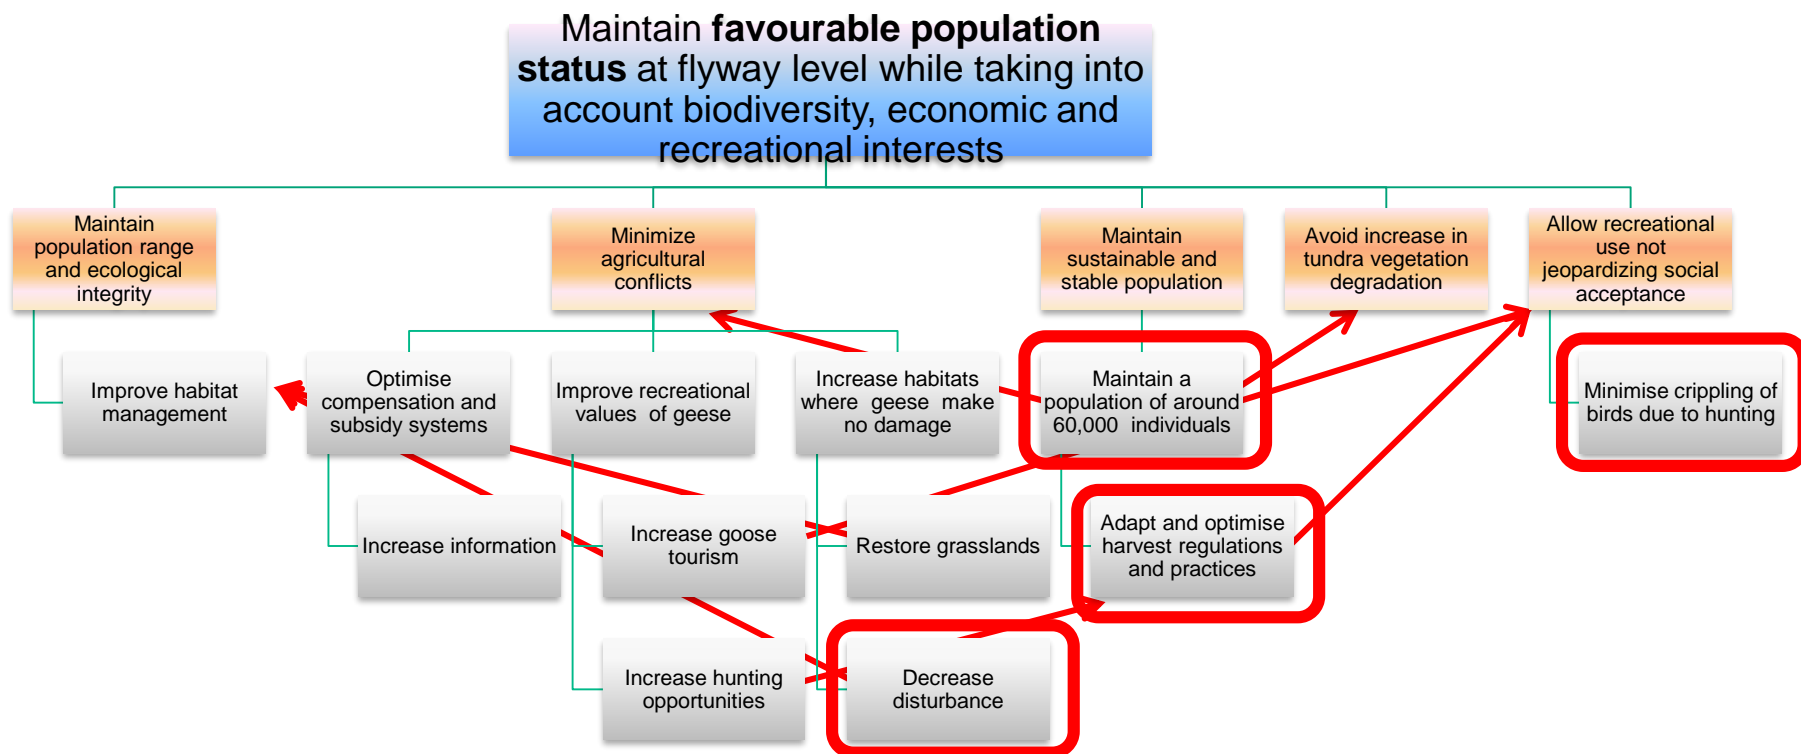 Maintain favourable population
status at flyway level while taking into
account biodiversity, economic and
recreational interests
Maintain
population range
and ecological
integrity
Minimize
agricultural
conflicts
Maintain
sustainable and
stable population
Avoid increase in
tundra vegetation
degradation
Allow recreational
use not
jeopardizing social
acceptance
Improve habitat
management
Optimise
compensation and
subsidy systems
Improve recreational
values of geese
Increase habitats
where geese make
no damage
Maintain a
population of around
60,000 individuals
Minimise crippling of
birds due to hunting
Increase information
Increase goose
tourism
Restore grasslands
Adapt and optimise
harvest regulations
and practices
Increase hunting
opportunities
Decrease
disturbance